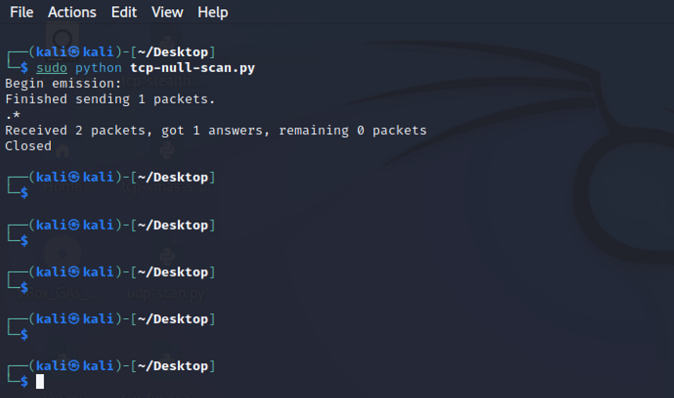 File Actions Edit View Help
┌──(kali㉿kali)-[~/Desktop]
└─$ sudo python tcp-null-scan.py
Begin emission:
Finished sending 1 packets.
.*
Received 2 packets, got 1 answers, remaining 0 packets
Closed
┌──(kali㉿kali)-[~/Desktop]
└─$
┌──(kali㉿kali)-[~/Desktop]
└─$
┌──(kali㉿kali)-[~/Desktop]
└─$
┌──(kali㉿kali)-[~/Desktop]
└─$
┌──(kali㉿kali)-[~/Desktop]
└─$